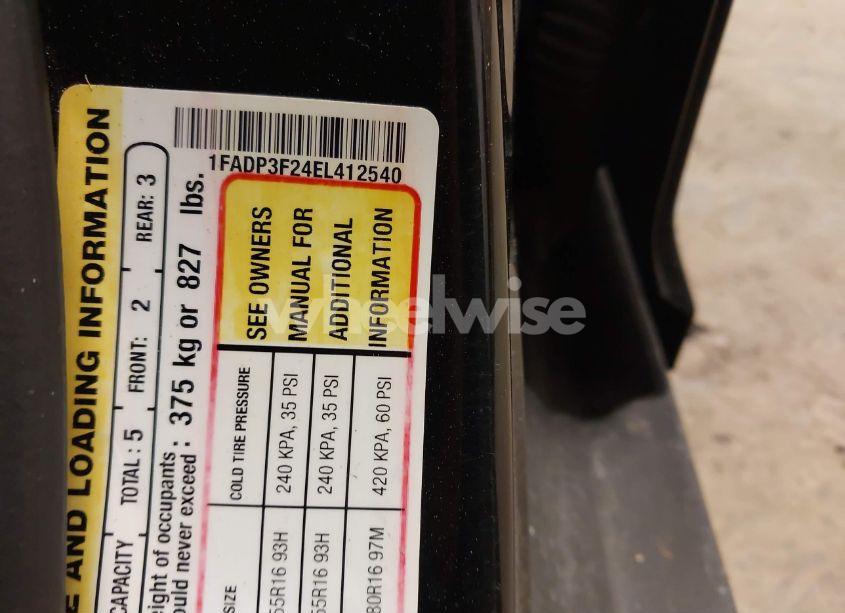 1FADP3F24EL412540
AND LOADING INFORMATION
CAPACITY TOTAL: 5 FRONT: 2 REAR: 3
of occupants
never exceed : 375 kg or 827 lbs.
SIZE COLD TIRE PRESSURE SEE OWNERS
55R16 93H 240 KPA, 35 PSI MANUAL FOR
55R16 93H 240 KPA, 35 PSI ADDITIONAL
80R16 97M 420 KPA, 60 PSI INFORMATION
wheelwise